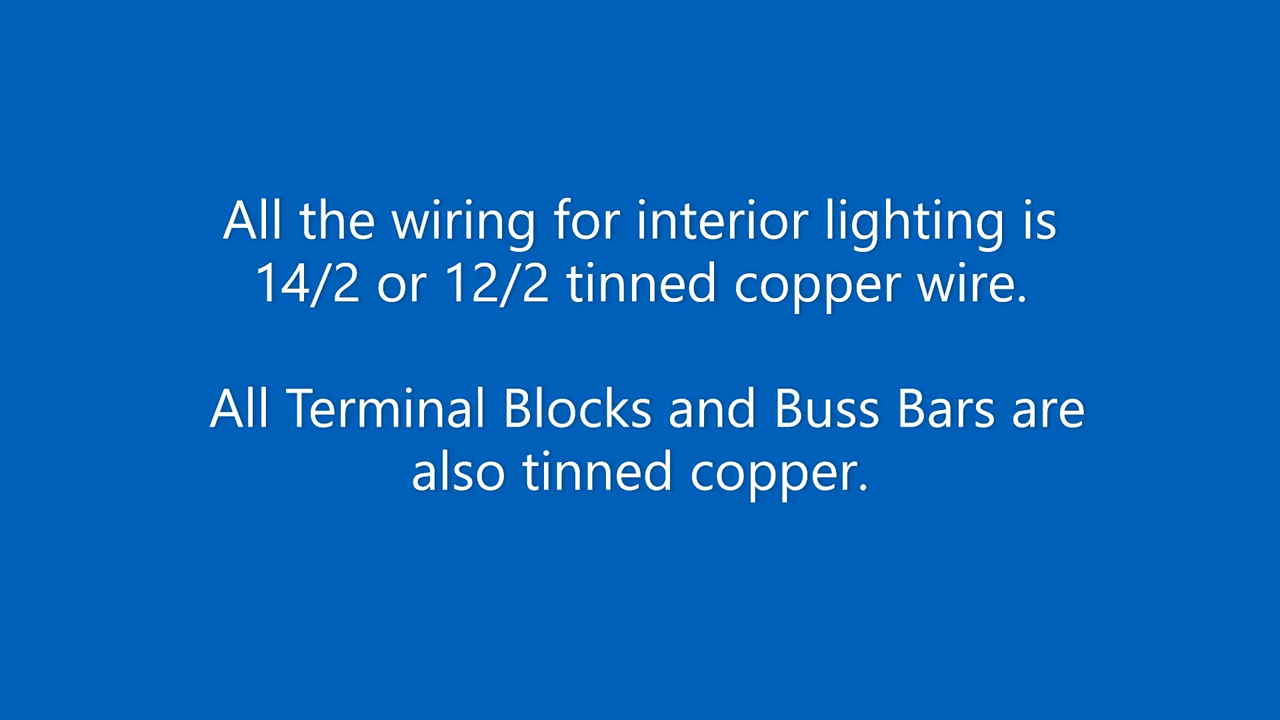 All the wiring for interior lighting is
14/2 or 12/2 tinned copper wire.
All Terminal Blocks and Buss Bars are
also tinned copper.